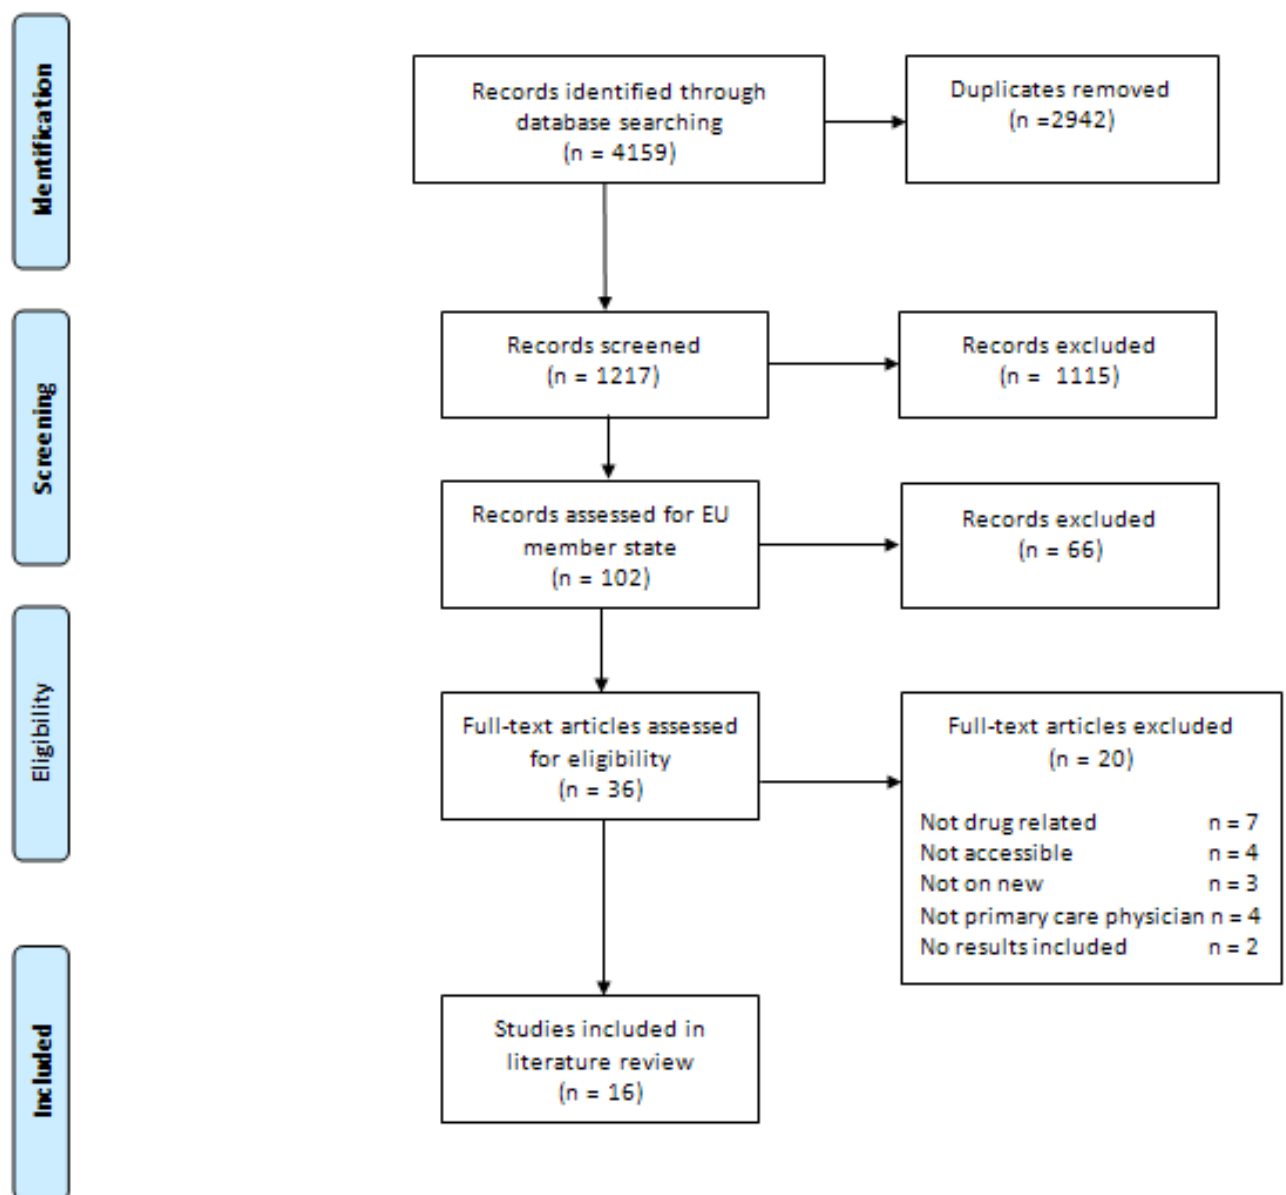 Identification
Records identified through
database searching
(n = 4159)
Duplicates removed
(n =2942)
Screening
Records screened
(n = 1217)
Records excluded
(n = 1115)
Records assessed for EU
member state
(n = 102)
Records excluded
(n = 66)
Eligibility
Full-text articles assessed
for eligibility
(n = 36)
Full-text articles excluded
(n = 20)
Not drug related n = 7
Not accessible n = 4
Not on new n = 3
Not primary care physician n = 4
No results included n = 2
Included
Studies included in
literature review
(n = 16)